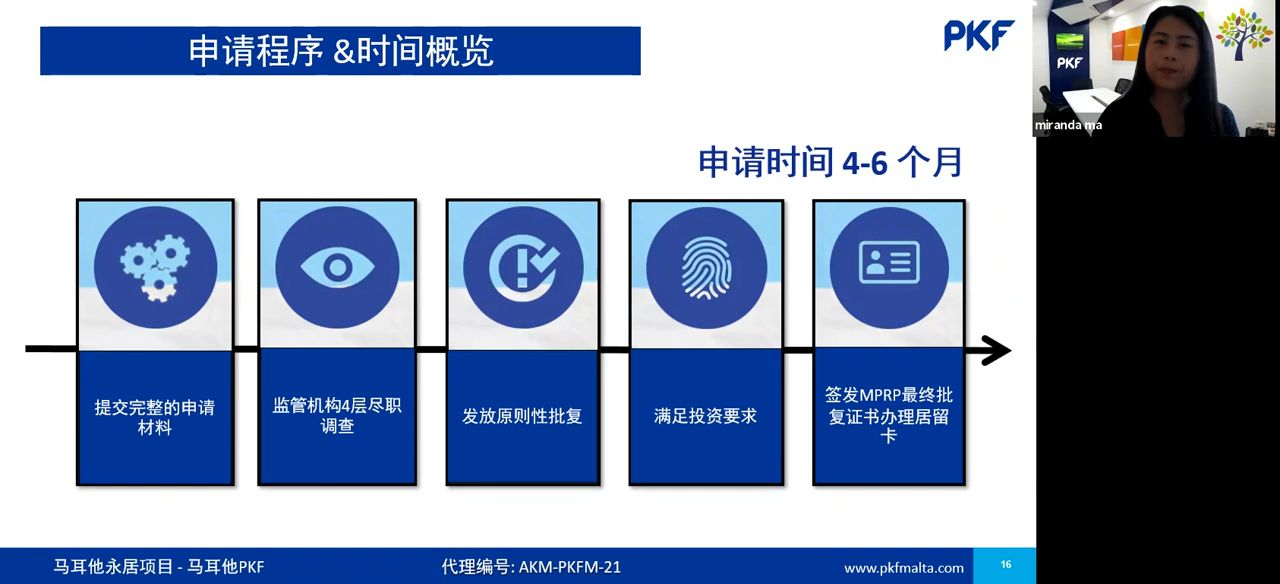 申请程序 &时间概览
PKF
PKF
miranda ma
申请时间 4-6 个月
提交完整的申请
材料
监管机构4层尽职
调查
发放原则性批复
满足投资要求
签发MPRP最终批
复证书办理居留
卡
马耳他永居项目 - 马耳他PKF
代理编号: AKM-PKFM-21
www.pkfmalta.com
16